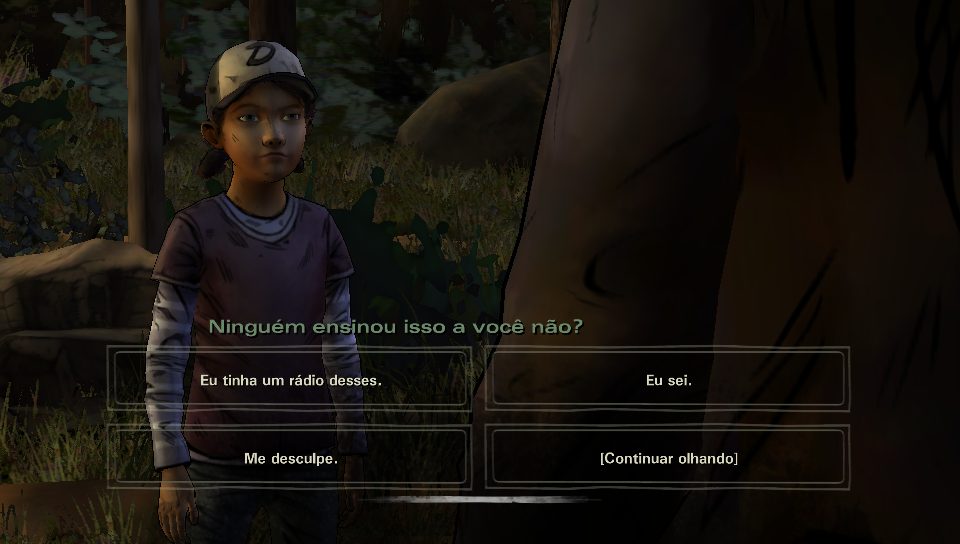 D
Ninguém ensinou isso a você não?
Eu tinha um rádio desses.
Eu sei.
Me desculpe.
[Continuar olhando]